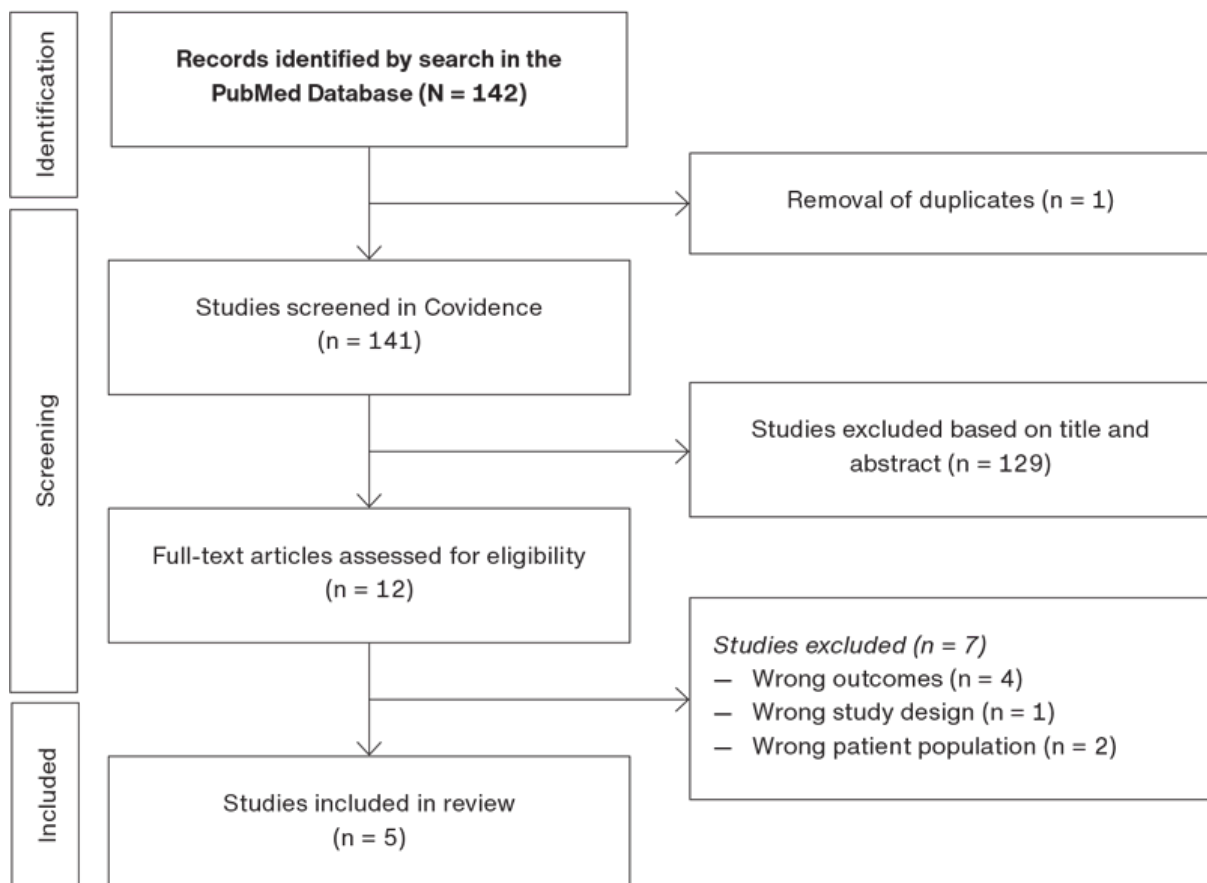 Identification
Records identified by search in the
PubMed Database (N = 142)
Removal of duplicates (n = 1)
Screening
Studies screened in Covidence
(n = 141)
Studies excluded based on title and
abstract (n = 129)
Full-text articles assessed for eligibility
(n = 12)
Studies excluded (n = 7)
– Wrong outcomes (n = 4)
– Wrong study design (n = 1)
– Wrong patient population (n = 2)
Included
Studies included in review
(n = 5)